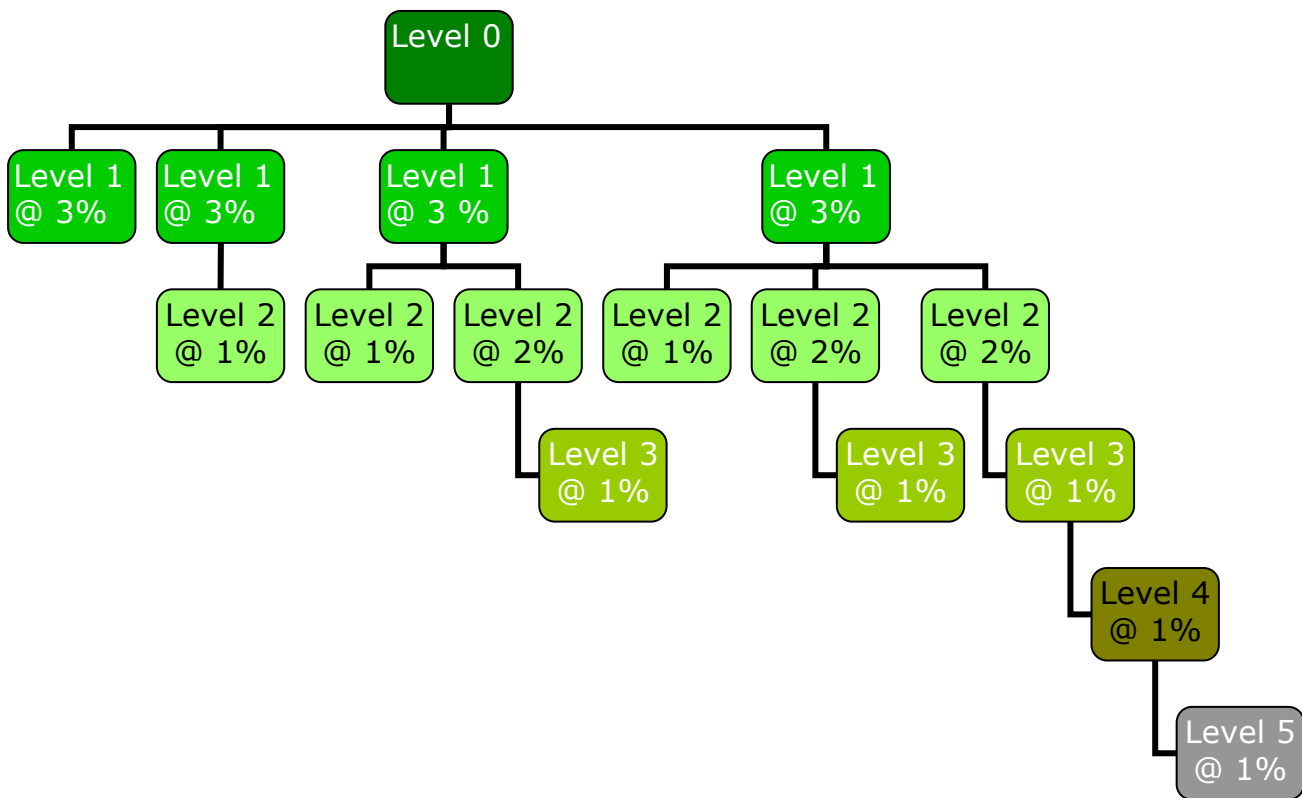 Level 0
Level 1
@ 3%
Level 1
@ 3%
Level 1
@ 3 %
Level 1
@ 3%
Level 2
@ 1%
Level 2
@ 1%
Level 2
@ 2%
Level 2
@ 1%
Level 2
@ 2%
Level 2
@ 2%
Level 3
@ 1%
Level 3
@ 1%
Level 3
@ 1%
Level 4
@ 1%
Level 5
@ 1%